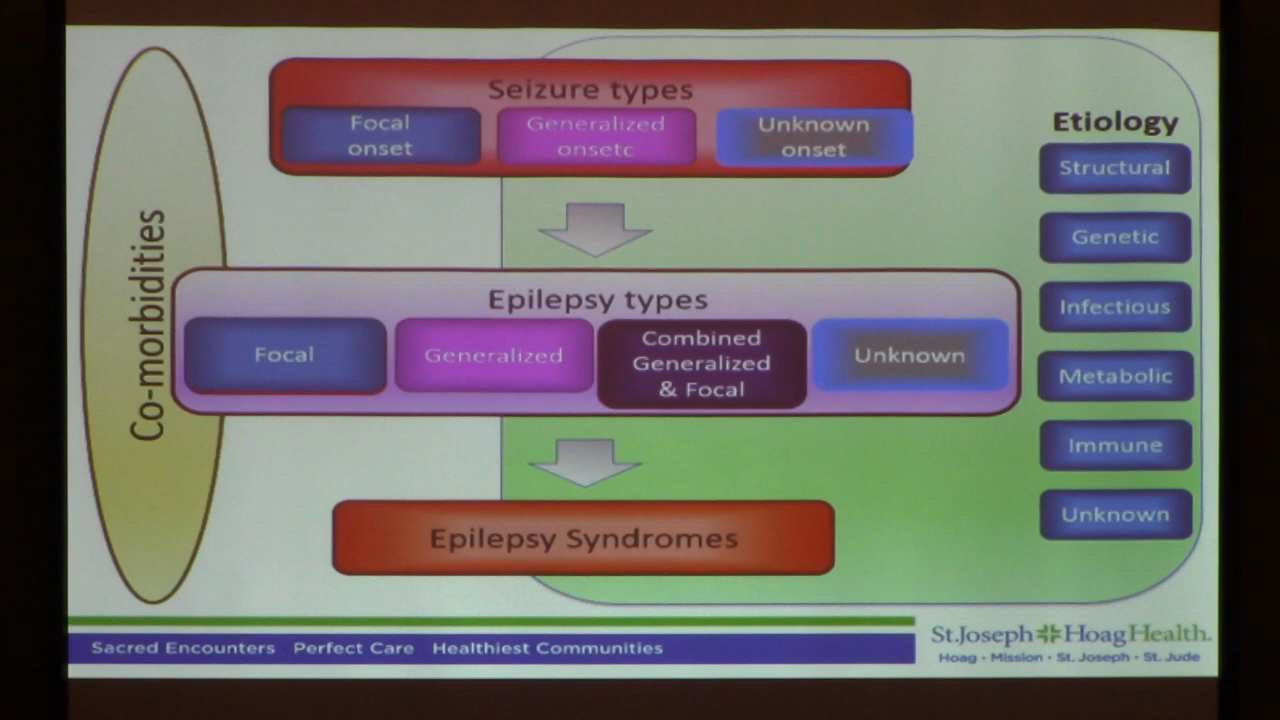 Seizure types
Focal
onset
Generalized
onsetc
Unknown
onset
Etiology
Structural
Genetic
Infectious
Metabolic
Immune
Unknown
Co-morbidities
Epilepsy types
Focal
Generalized
Combined
Generalized
& Focal
Unknown
Epilepsy Syndromes
Sacred Encounters Perfect Care Healthiest Communities
St.Joseph Hoag Health.
Hoag · Mission · St. Joseph · St. Jude